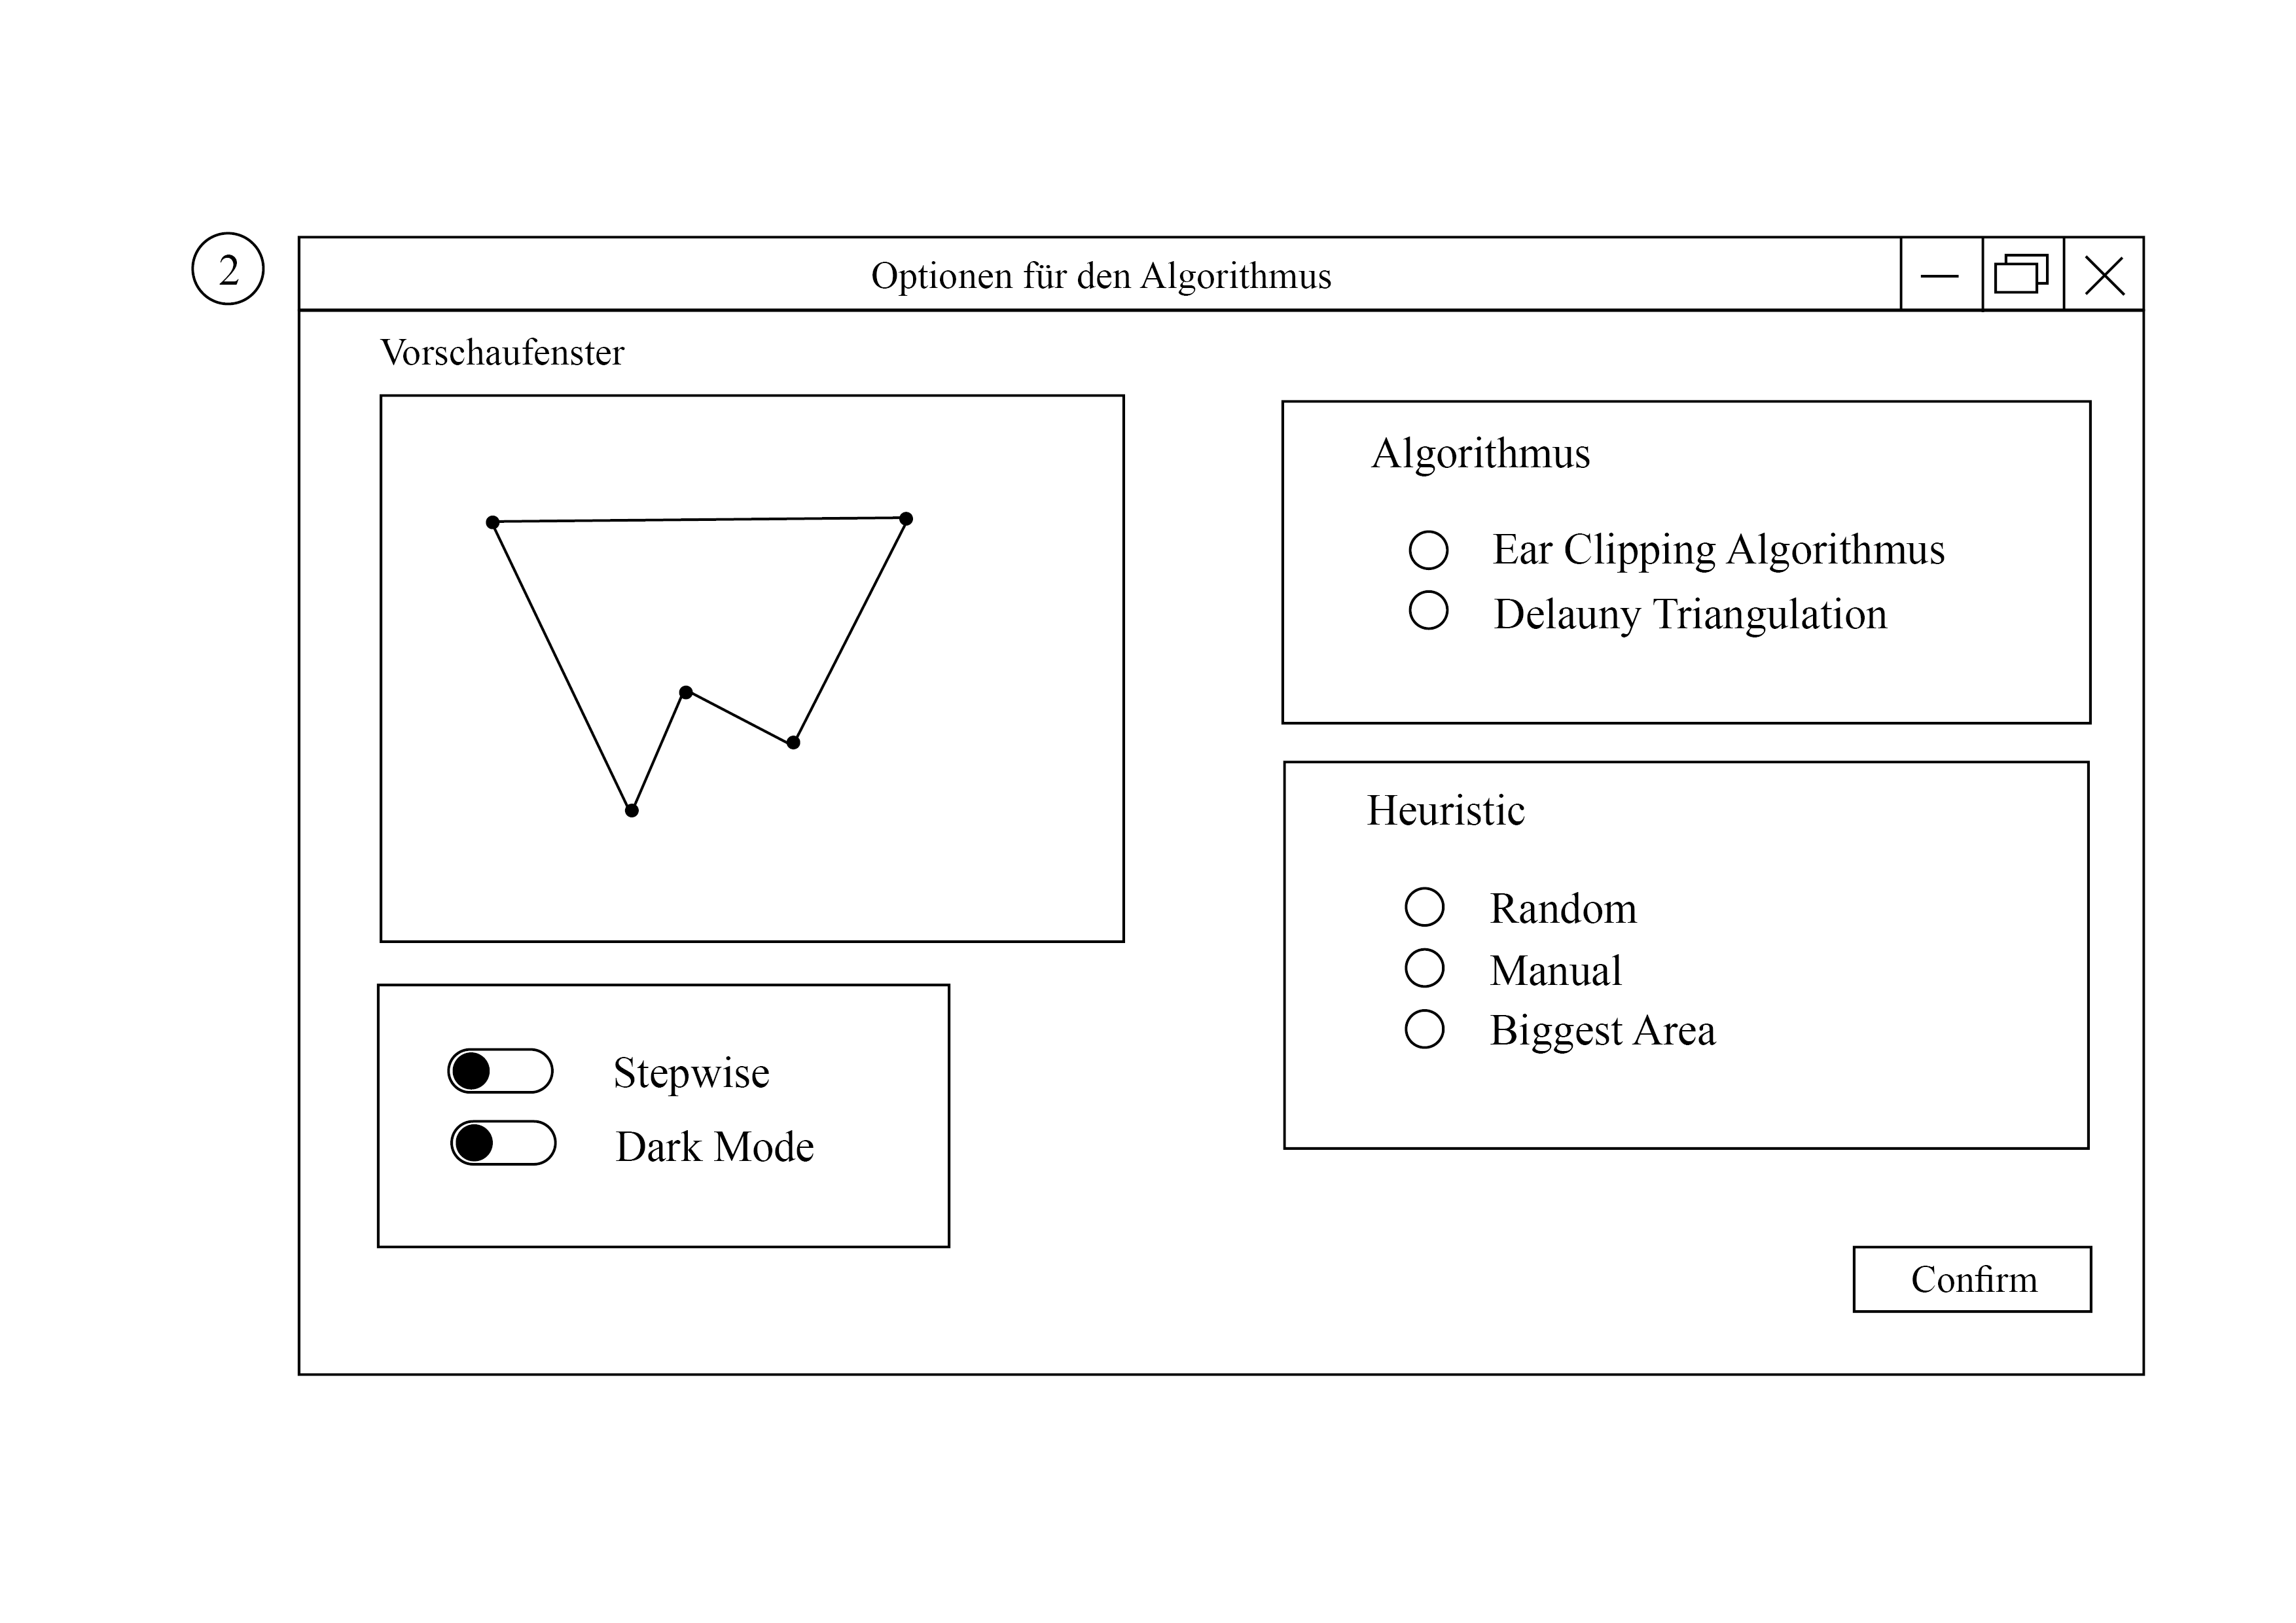 2
Optionen für den Algorithmus
Vorschaufenster
Algorithmus
Ear Clipping Algorithmus
Delauny Triangulation
Heuristic
Random
Manual
Biggest Area
Stepwise
Dark Mode
Confirm